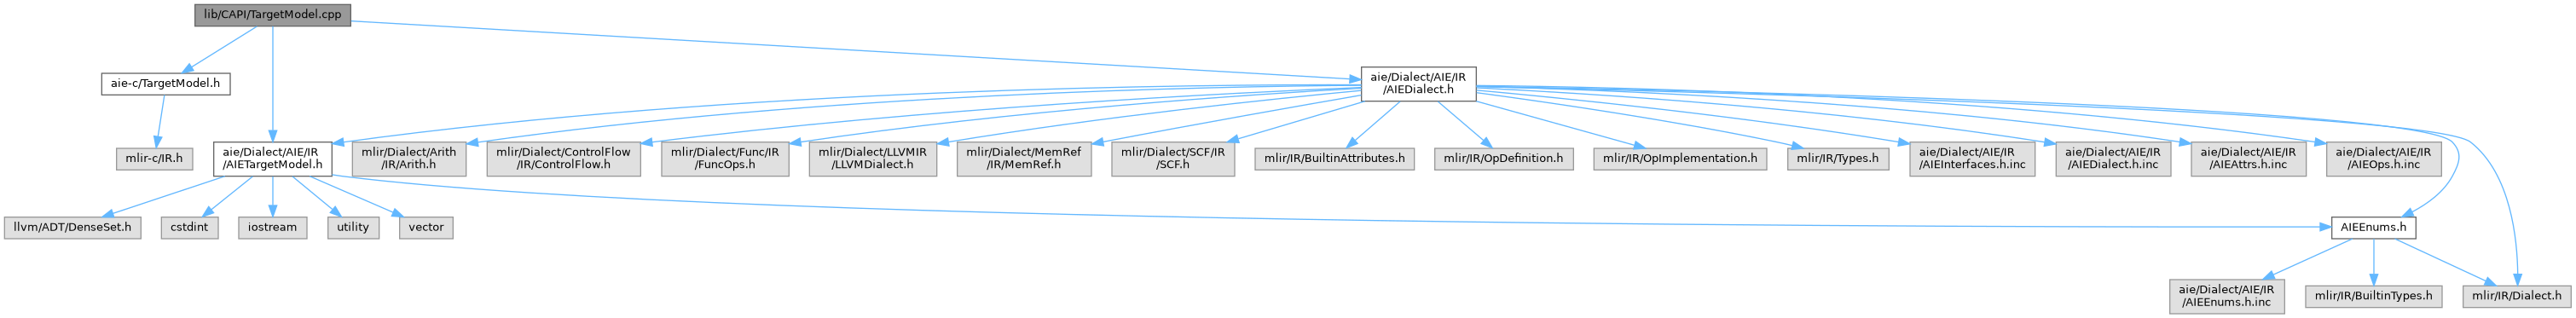 lib/CAPI/TargetModel.cpp
aie-c/TargetModel.h
aie/Dialect/AIE/IR
/AIEDialect.h
mlir-c/IR.h
aie/Dialect/AIE/IR
/AIETargetModel.h
mlir/Dialect/Arith
/IR/Arith.h
mlir/Dialect/ControlFlow
/IR/ControlFlow.h
mlir/Dialect/Func/IR
/FuncOps.h
mlir/Dialect/LLVMIR
/LLVMDialect.h
mlir/Dialect/MemRef
/IR/MemRef.h
mlir/Dialect/SCF/IR
/SCF.h
mlir/IR/BuiltinAttributes.h
mlir/IR/OpDefinition.h
mlir/IR/OpImplementation.h
mlir/IR/Types.h
aie/Dialect/AIE/IR
/AIEInterfaces.h.inc
aie/Dialect/AIE/IR
/AIEDialect.h.inc
aie/Dialect/AIE/IR
/AIEAttrs.h.inc
aie/Dialect/AIE/IR
/AIEOps.h.inc
llvm/ADT/DenseSet.h
cstdint
iostream
utility
vector
AIEEnums.h
aie/Dialect/AIE/IR
/AIEEnums.h.inc
mlir/IR/BuiltinTypes.h
mlir/IR/Dialect.h